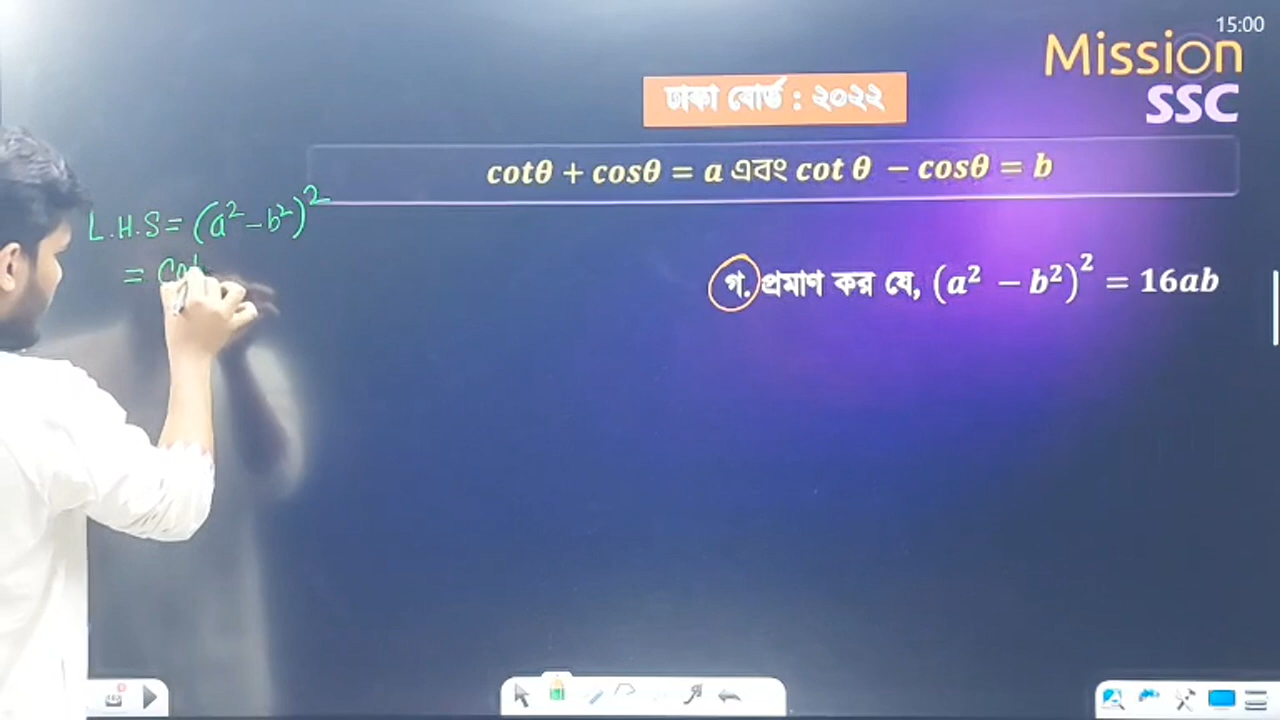 15:00
Mission
SSC
ঢাকা বোর্ড : ২০২২
cotθ + cosθ = a এবং cot θ − cosθ = b
L.H.S = (a² − b²)²
= cot
গ. প্রমাণ কর যে, (a² − b²)² = 16ab